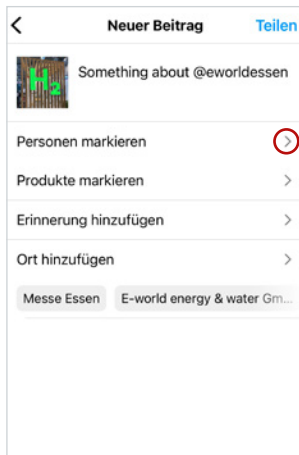 Neuer Beitrag
Teilen
H2
Something about @eworldessen
Personen markieren
Produkte markieren
Erinnerung hinzufügen
Ort hinzufügen
Messe Essen
E-world energy & water Gm...